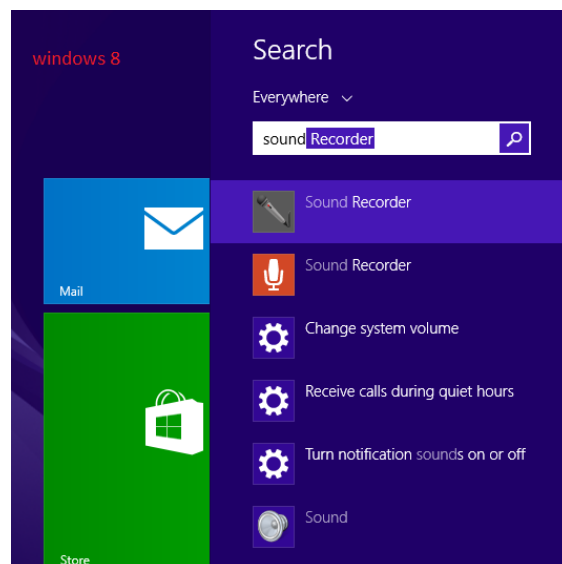 windows 8
Search
Everywhere
sound Recorder
Sound Recorder
Sound Recorder
Change system volume
Receive calls during quiet hours
Turn notification sounds on or off
Sound
Mail
Store